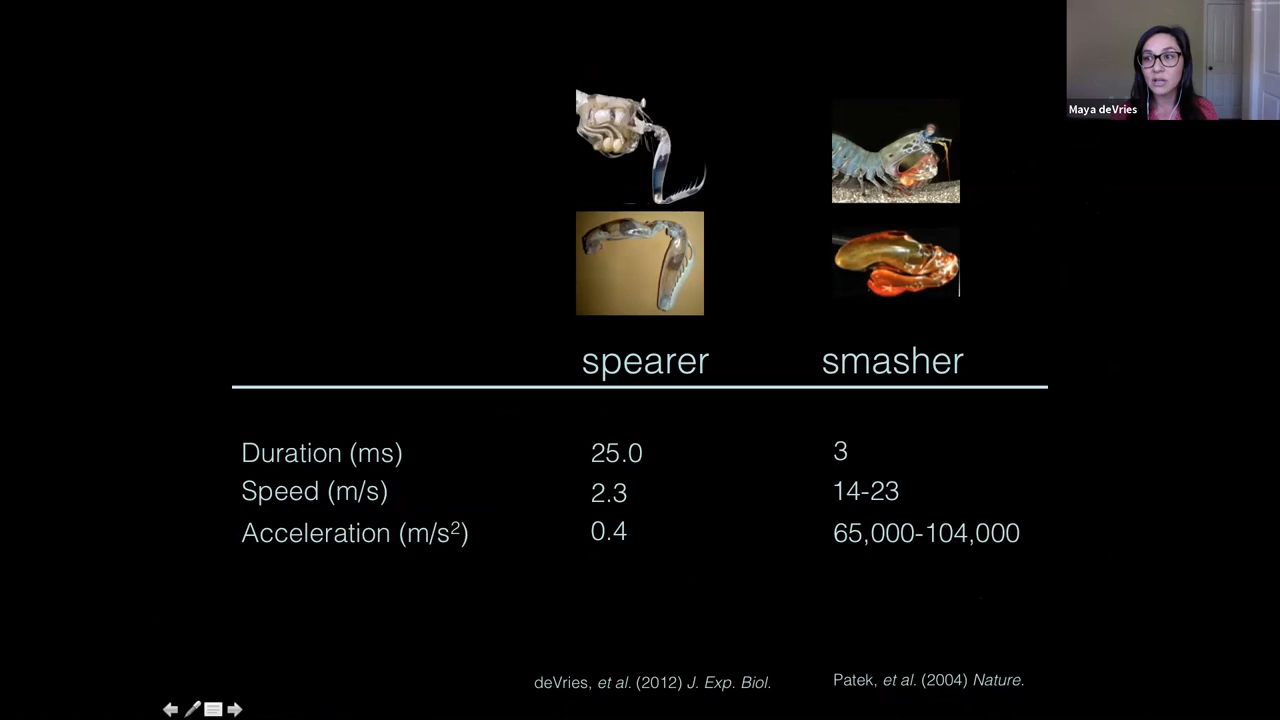 Maya deVries
spearer smasher
Duration (ms) 25.0 3
Speed (m/s) 2.3 14-23
Acceleration (m/s²) 0.4 65,000-104,000
deVries, et al. (2012) J. Exp. Biol. Patek, et al. (2004) Nature.